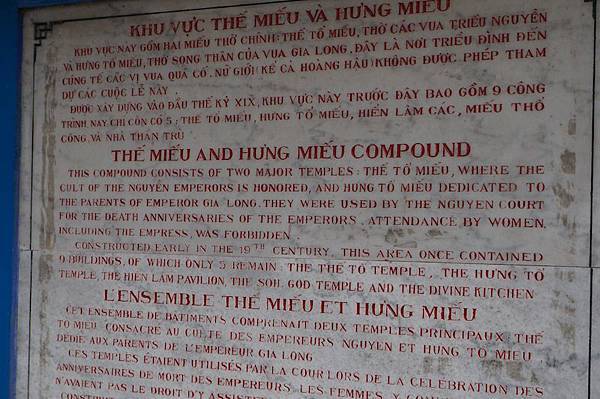 KHU VỰC THẾ MIẾU VÀ HƯNG MIẾU
KHU VỰC NÀY GỒM HAI MIẾU THỜ CHÍNH: THẾ TỔ MIẾU, THỜ CÁC VUA TRIỀU NGUYỄN
VÀ HƯNG TỔ MIẾU, THỜ SONG THÂN CỦA VUA GIA LONG. ĐÂY LÀ NƠI TRIỀU ĐÌNH ĐẾN
CÚNG TẾ CÁC VỊ VUA QUÁ CỐ. NỮ GIỚI (KỂ CẢ HOÀNG HẬU) KHÔNG ĐƯỢC PHÉP THAM
DỰ CÁC CUỘC LỄ NÀY.
ĐƯỢC XÂY DỰNG VÀO ĐẦU THẾ KỶ XIX, KHU VỰC NÀY TRƯỚC ĐÂY BAO GỒM 9 CÔNG
TRÌNH NAY CHỈ CÒN CÓ 5: THẾ TỔ MIẾU, HƯNG TỔ MIẾU, HIỂN LÂM CÁC, MIẾU THỔ
CÔNG VÀ NHÀ THẦN TRÙ
THẾ MIẾU AND HƯNG MIẾU COMPOUND
THIS COMPOUND CONSISTS OF TWO MAJOR TEMPLES: THẾ TỔ MIẾU, WHERE THE
CULT OF THE NGUYỄN EMPERORS IS HONORED, AND HƯNG TỔ MIẾU DEDICATED TO
THE PARENTS OF EMPEROR GIA LONG. THEY WERE USED BY THE NGUYEN COURT
FOR THE DEATH ANNIVERSARIES OF THE EMPERORS. ATTENDANCE BY WOMEN,
INCLUDING THE EMPRESS, WAS FORBIDDEN.
CONSTRUCTED EARLY IN THE 19TH CENTURY, THIS AREA ONCE CONTAINED
9 BUILDINGS, OF WHICH ONLY 5 REMAIN: THE THẾ TỔ TEMPLE, THE HƯNG TỔ
TEMPLE, THE HIỂN LÂM PAVILION, THE SOIL GOD TEMPLE AND THE DIVINE KITCHEN
L'ENSEMBLE THẾ MIẾU ET HƯNG MIẾU
CET ENSEMBLE DE BATIMENTS COMPRENAIT DEUX TEMPLES PRINCIPAUX: THẾ
TỔ MIẾU CONSACRÉ AU CULTE DES EMPEREURS NGUYEN ET HƯNG TỔ MIẾU
DÉDIÉ AUX PARENTS DE L'EMPEREUR GIA LONG
CES TEMPLES ÉTAIENT UTILISÉS PAR LA COUR LORS DE LA CÉLÉBRATION DES
ANNIVERSAIRES DE MORT DES EMPEREURS. LES FEMMES, Y
N'AVAIENT PAS LE DROIT D'Y